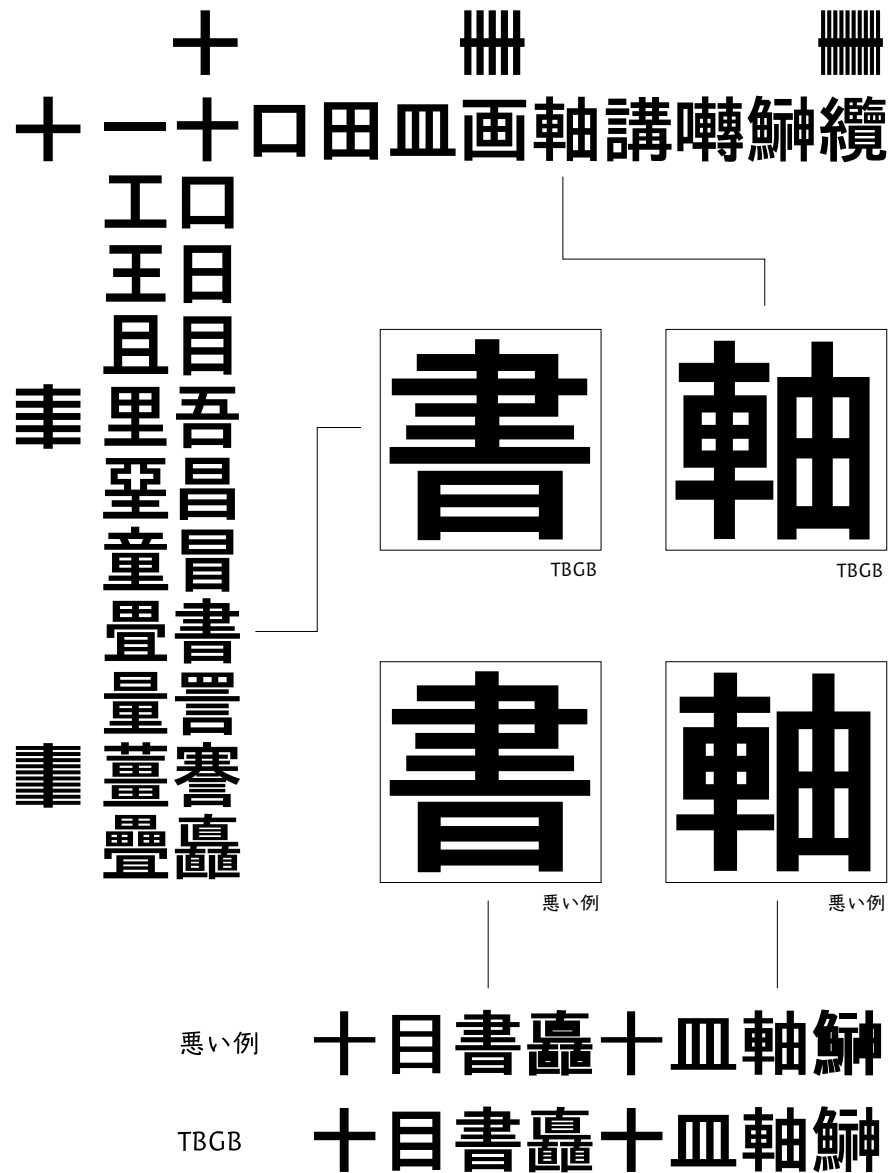 十
十 一十口田皿画軸講囀鰰纜
工口
王日
且目
里吾
堊昌
童冒
畳書
量詈
薑謇
疊矗
書 軸
TBGB TBGB
書 軸
悪い例 悪い例
悪い例 十目書矗十皿軸鰰
TBGB 十目書矗十皿軸鰰